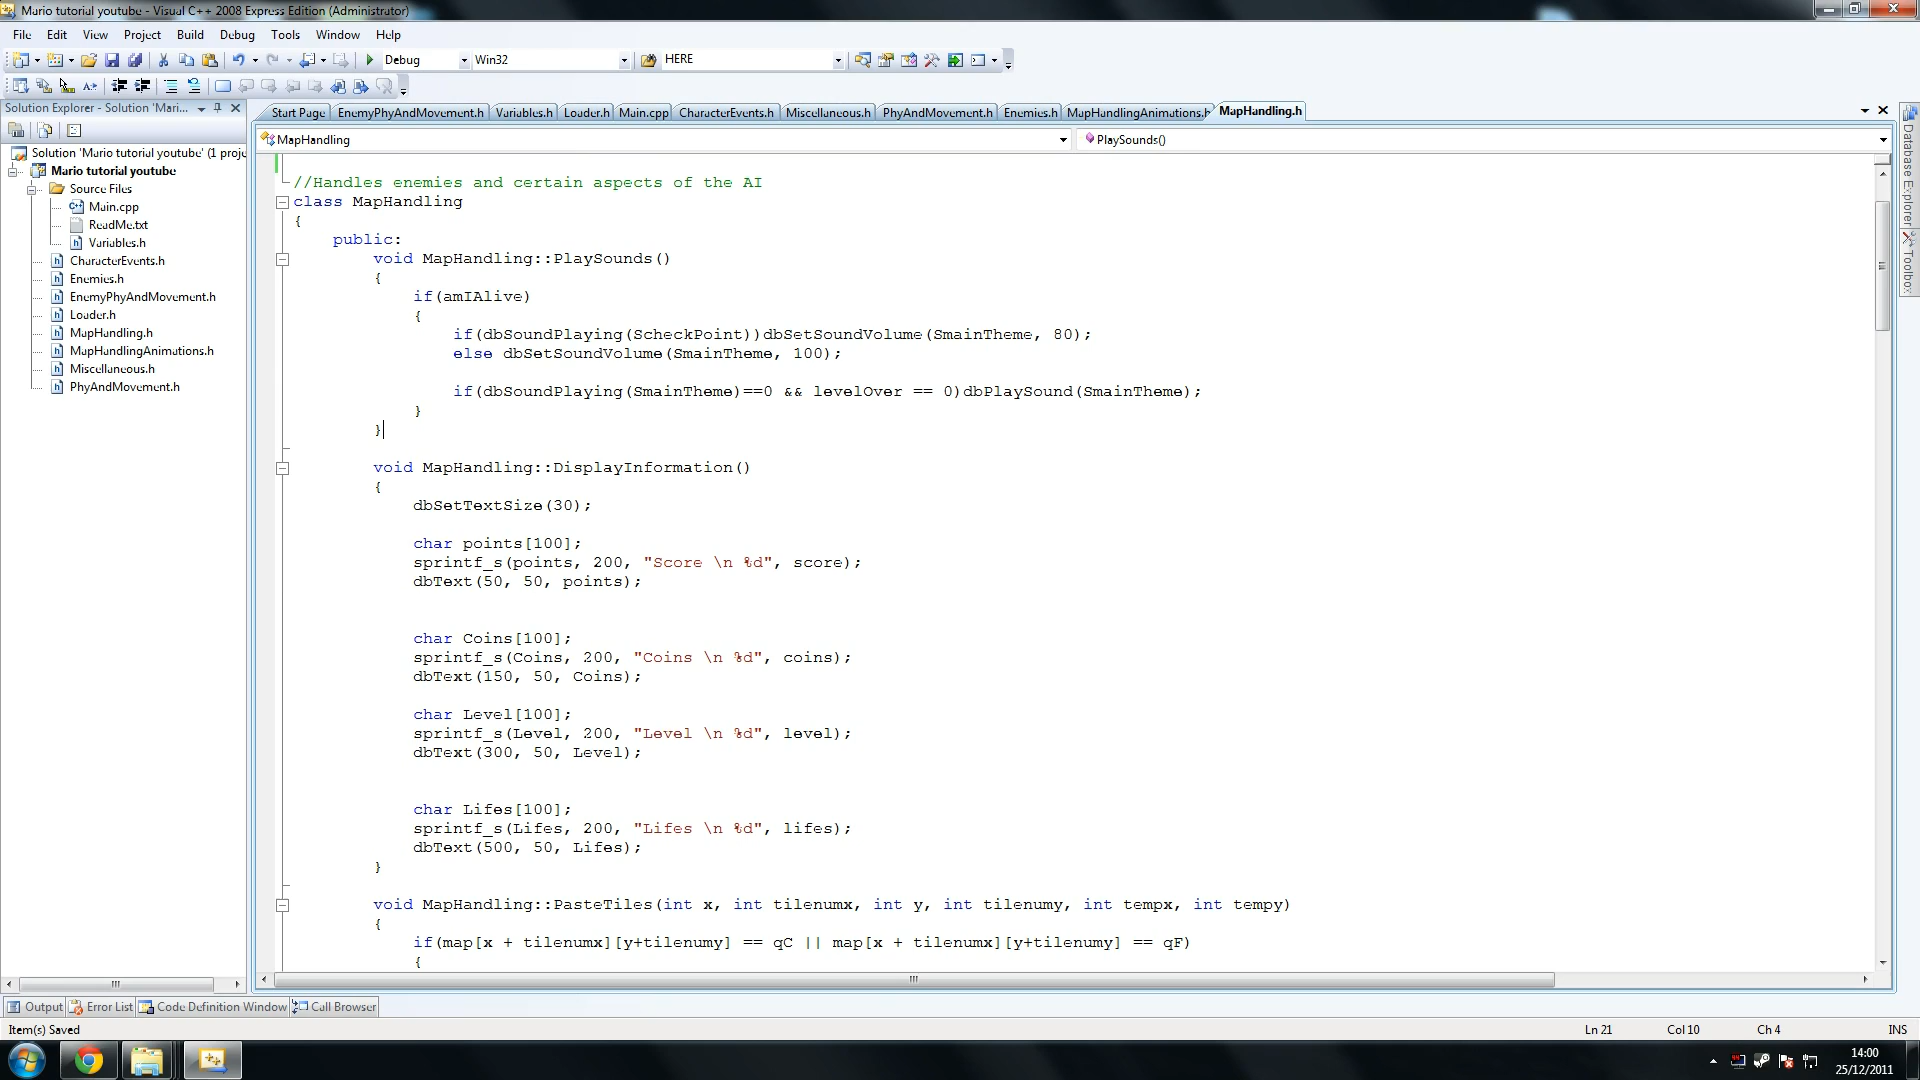 Mario tutorial youtube - Visual C++ 2008 Express Edition (Administrator)
File Edit View Project Build Debug Tools Window Help
Debug Win32 HERE
Solution Explorer - Solution 'Mari...
Start Page EnemyPhyAndMovement.h Variables.h Loader.h Main.cpp CharacterEvents.h Miscellaneous.h PhyAndMovement.h Enemies.h MapHandlingAnimations.h MapHandling.h
MapHandling PlaySounds()
Solution 'Mario tutorial youtube' (1 proje
Mario tutorial youtube
Source Files
Main.cpp
ReadMe.txt
Variables.h
CharacterEvents.h
Enemies.h
EnemyPhyAndMovement.h
Loader.h
MapHandling.h
MapHandlingAnimations.h
Miscellaneous.h
PhyAndMovement.h
//Handles enemies and certain aspects of the AI
class MapHandling
{
public:
void MapHandling::PlaySounds()
{
if(amIAlive)
{
if(dbSoundPlaying(ScheckPoint))dbSetSoundVolume(SmainTheme, 80);
else dbSetSoundVolume(SmainTheme, 100);
if(dbSoundPlaying(SmainTheme)==0 && levelOver == 0)dbPlaySound(SmainTheme);
}
}
void MapHandling::DisplayInformation()
{
dbSetTextSize(30);
char points[100];
sprintf_s(points, 200, "Score \n %d", score);
dbText(50, 50, points);
char Coins[100];
sprintf_s(Coins, 200, "Coins \n %d", coins);
dbText(150, 50, Coins);
char Level[100];
sprintf_s(Level, 200, "Level \n %d", level);
dbText(300, 50, Level);
char Lifes[100];
sprintf_s(Lifes, 200, "Lifes \n %d", lifes);
dbText(500, 50, Lifes);
}
void MapHandling::PasteTiles(int x, int tilenumx, int y, int tilenumy, int tempx, int tempy)
{
if(map[x + tilenumx][y+tilenumy] == qC || map[x + tilenumx][y+tilenumy] == qF)
{
Database Explorer
Toolbox
Output Error List Code Definition Window Call Browser
Item(s) Saved Ln 21 Col 10 Ch 4 INS
14:00
25/12/2011